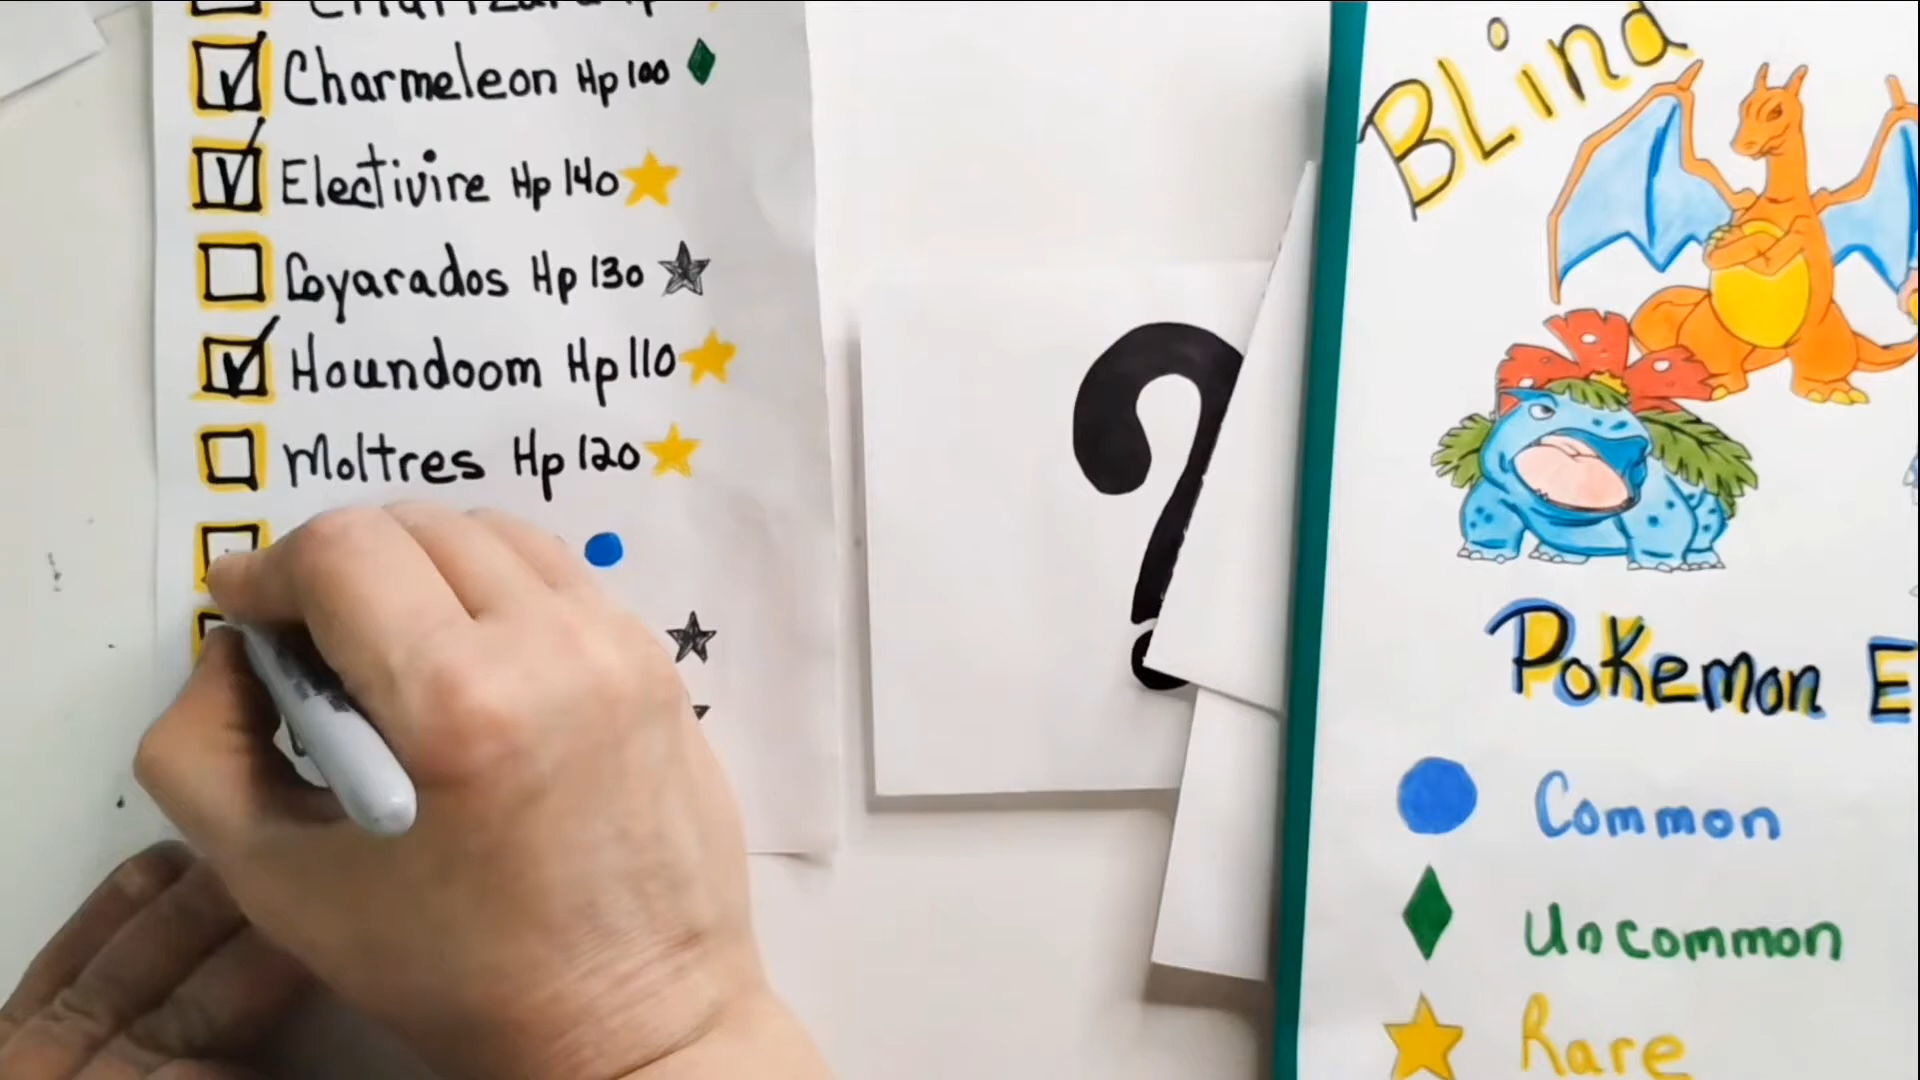 Charmeleon Hp 100
Electivire Hp 140
Goyarados Hp 130
Houndoom Hp 110
Moltres Hp 120
?
BLind
Pokemon E
Common
Uncommon
Rare